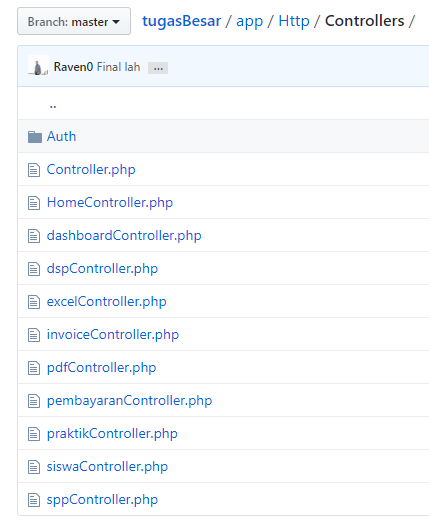 Branch: master tugasBesar / app / Http / Controllers /
Raven0 Final lah ...
..
Auth
Controller.php
HomeController.php
dashboardController.php
dspController.php
excelController.php
invoiceController.php
pdfController.php
pembayaranController.php
praktikController.php
siswaController.php
sppController.php